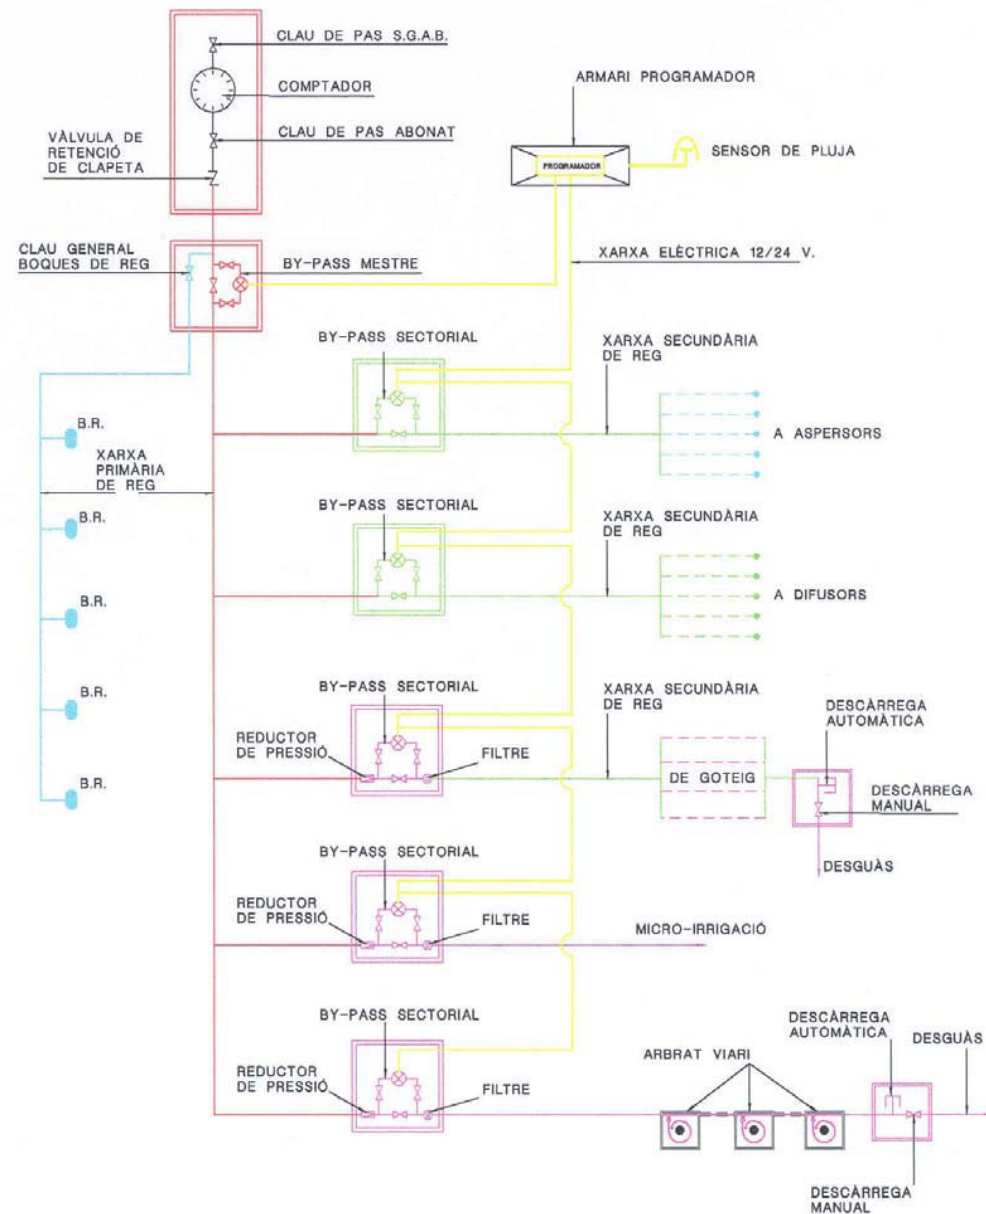 CLAU DE PAS S.G.A.B.
COMPTADOR
CLAU DE PAS ABONAT
VÀLVULA DE
RETENCIÓ
DE CLAPETA
ARMARI PROGRAMADOR
PROGRAMADOR
SENSOR DE PLUJA
CLAU GENERAL
BOQUES DE REG
BY-PASS MESTRE
XARXA ELÈCTRICA 12/24 V.
BY-PASS SECTORIAL
XARXA SECUNDÀRIA
DE REG
A ASPERSORS
B.R.
XARXA
PRIMÀRIA
DE REG
B.R.
BY-PASS SECTORIAL
XARXA SECUNDÀRIA
DE REG
A DIFUSORS
B.R.
B.R.
BY-PASS SECTORIAL
XARXA SECUNDÀRIA
DE REG
REDUCTOR
DE PRESSIÓ
FILTRE
DE GOTEIG
DESCÀRREGA
AUTOMÀTICA
DESCÀRREGA
MANUAL
DESGUÀS
B.R.
BY-PASS SECTORIAL
REDUCTOR
DE PRESSIÓ
FILTRE
MICRO-IRRIGACIÓ
BY-PASS SECTORIAL
REDUCTOR
DE PRESSIÓ
FILTRE
ARBRAT VIARI
DESCÀRREGA
AUTOMÀTICA
DESGUÀS
DESCÀRREGA
MANUAL